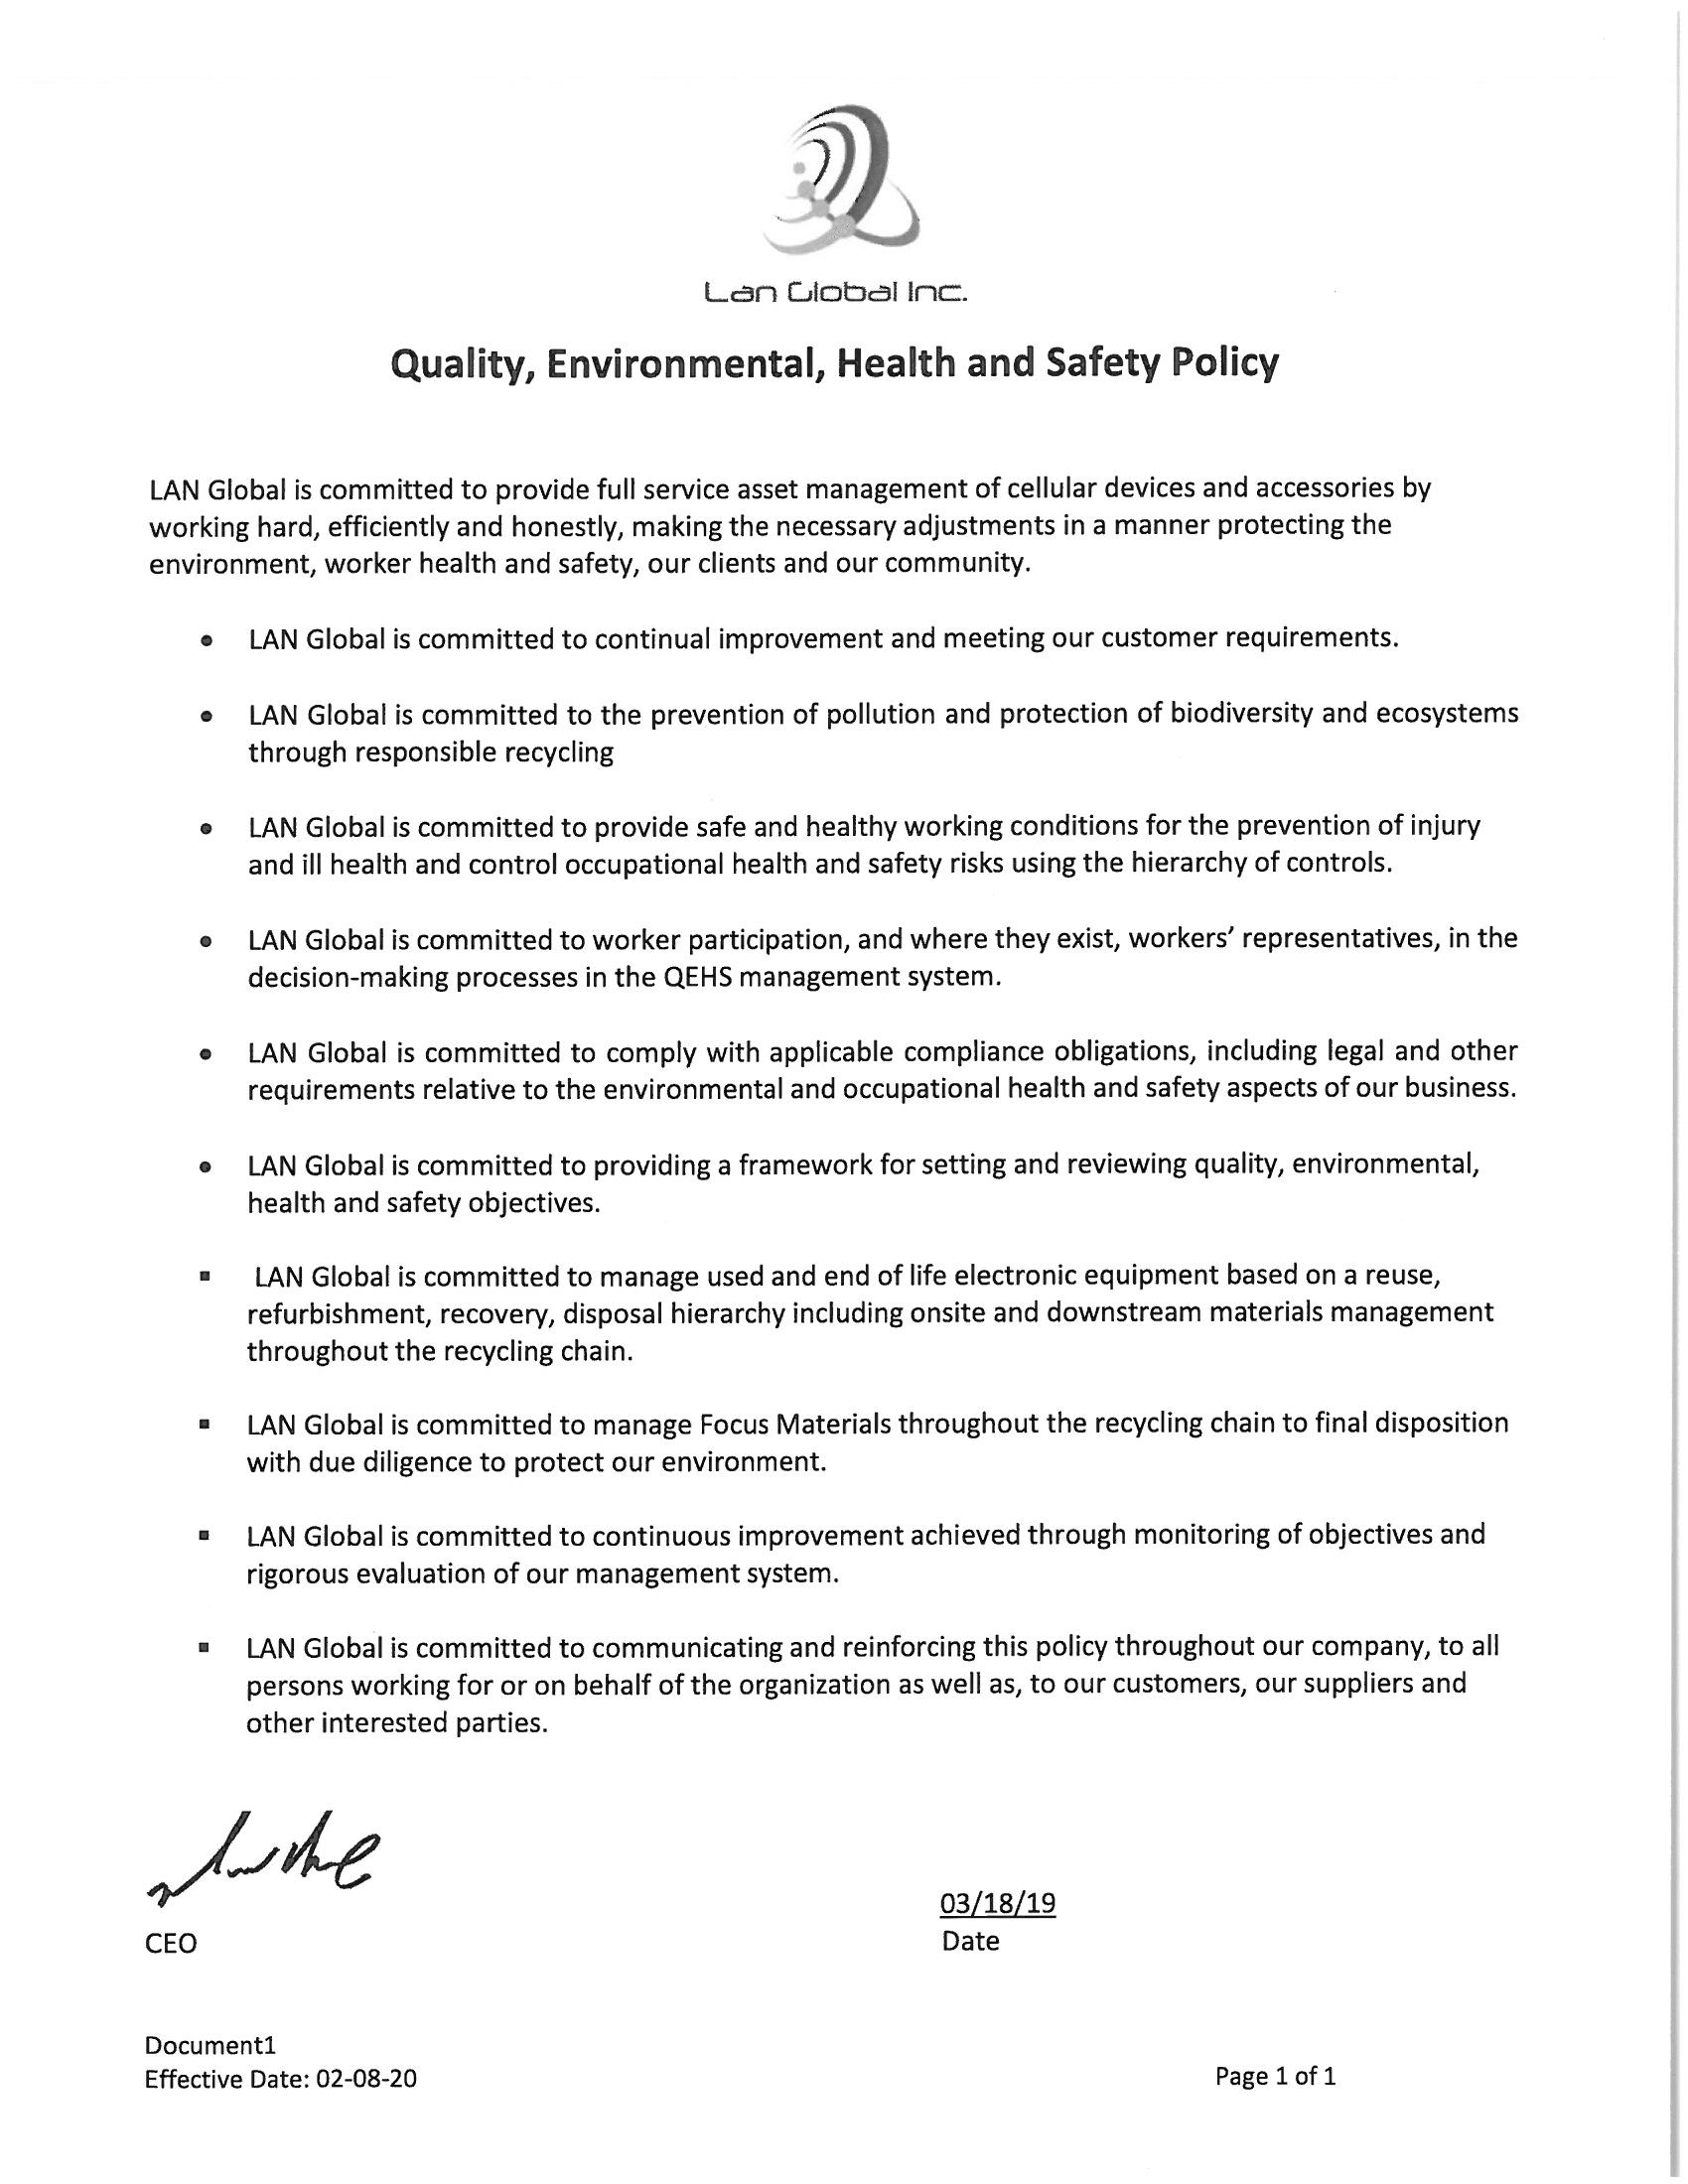 Lan Global Inc.
Quality, Environmental, Health and Safety Policy
LAN Global is committed to provide full service asset management of cellular devices and accessories by
working hard, efficiently and honestly, making the necessary adjustments in a manner protecting the
environment, worker health and safety, our clients and our community.
• LAN Global is committed to continual improvement and meeting our customer requirements.
• LAN Global is committed to the prevention of pollution and protection of biodiversity and ecosystems
through responsible recycling
• LAN Global is committed to provide safe and healthy working conditions for the prevention of injury
and ill health and control occupational health and safety risks using the hierarchy of controls.
• LAN Global is committed to worker participation, and where they exist, workers’ representatives, in the
decision-making processes in the QEHS management system.
• LAN Global is committed to comply with applicable compliance obligations, including legal and other
requirements relative to the environmental and occupational health and safety aspects of our business.
• LAN Global is committed to providing a framework for setting and reviewing quality, environmental,
health and safety objectives.
▪ LAN Global is committed to manage used and end of life electronic equipment based on a reuse,
refurbishment, recovery, disposal hierarchy including onsite and downstream materials management
throughout the recycling chain.
▪ LAN Global is committed to manage Focus Materials throughout the recycling chain to final disposition
with due diligence to protect our environment.
▪ LAN Global is committed to continuous improvement achieved through monitoring of objectives and
rigorous evaluation of our management system.
▪ LAN Global is committed to communicating and reinforcing this policy throughout our company, to all
persons working for or on behalf of the organization as well as, to our customers, our suppliers and
other interested parties.
03/18/19
CEO Date
Document1
Effective Date: 02-08-20 Page 1 of 1